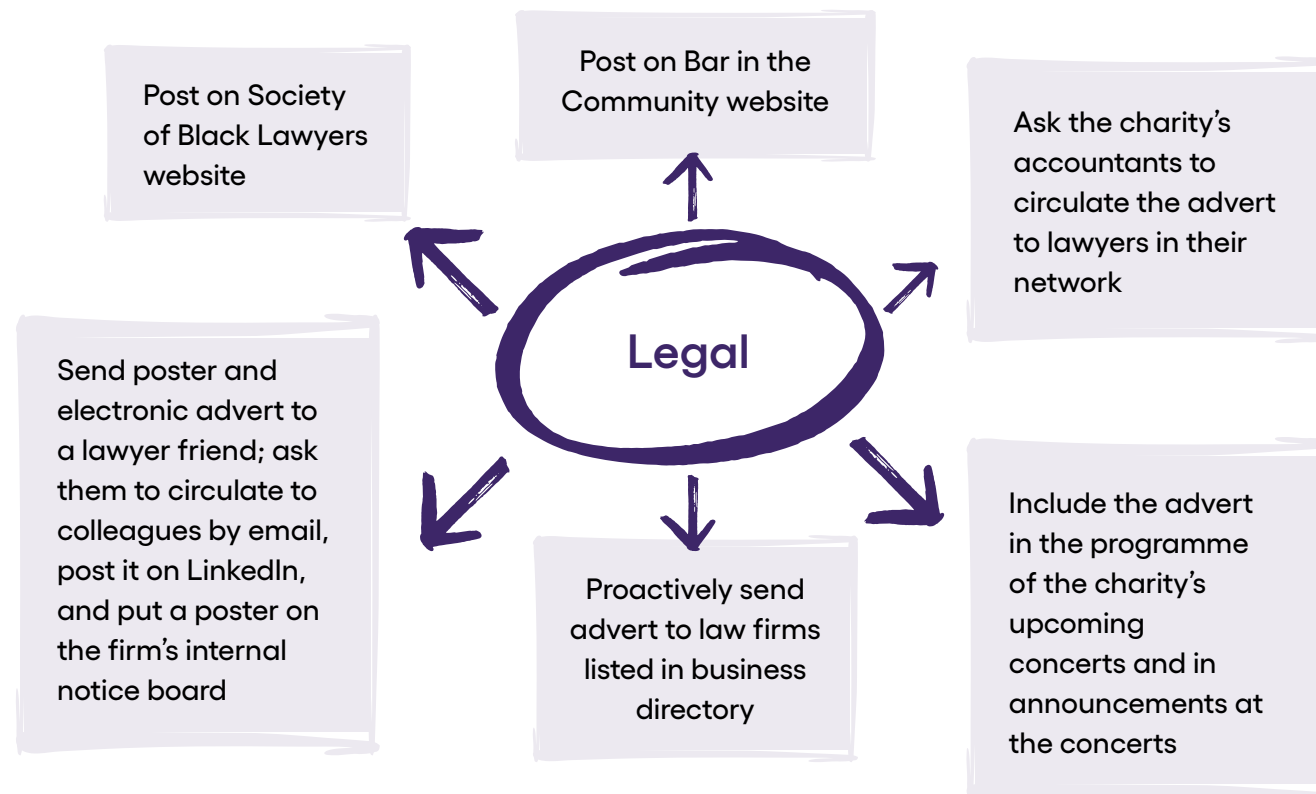 Post on Society
of Black Lawyers
website
Post on Bar in the
Community website
Ask the charity’s
accountants to
circulate the advert
to lawyers in their
network
Legal
Send poster and
electronic advert to
a lawyer friend; ask
them to circulate to
colleagues by email,
post it on LinkedIn,
and put a poster on
the firm’s internal
notice board
Proactively send
advert to law firms
listed in business
directory
Include the advert
in the programme
of the charity’s
upcoming
concerts and in
announcements at
the concerts